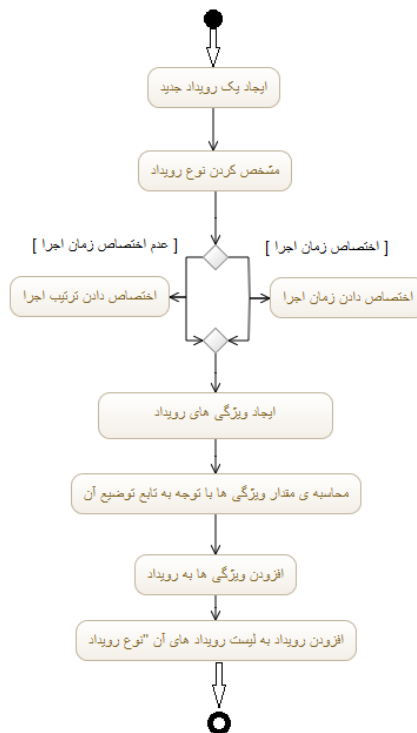 ایجاد یک رویداد جدید
مشخص کردن نوع رویداد
[ اختصاص زمان اجرا ]
[ عدم اختصاص زمان اجرا ]
اختصاص دادن زمان اجرا
اختصاص دادن ترتیب اجرا
ایجاد ویژگی های رویداد
محاسبه ی مقدار ویژگی ها با توجه به تابع توضیع آن
افزودن ویژگی ها به رویداد
افزودن رویداد به لیست رویداد های آن "نوع رویداد